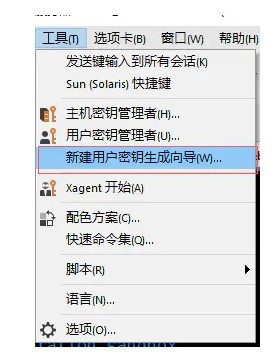 工具(T) 选项卡(B) 窗口(W) 帮助(H)
发送键输入到所有会话(K)
Sun (Solaris) 快捷键
主机密钥管理者(H)...
用户密钥管理者(U)...
新建用户密钥生成向导(W)...
Xagent 开始(A)
配色方案(C)...
快速命令集(Q)...
脚本(R)
语言(N)...
选项(O)...